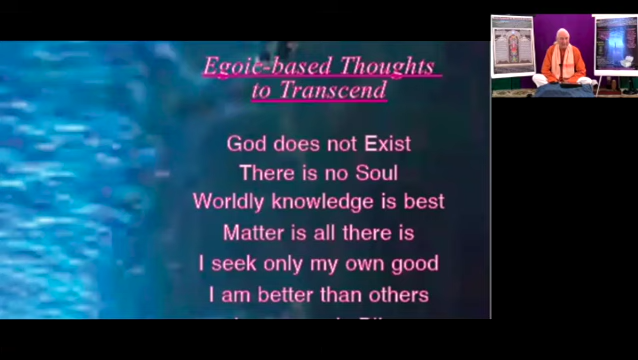 Egoic-based Thoughts
to Transcend
God does not Exist
There is no Soul
Worldly knowledge is best
Matter is all there is
I seek only my own good
I am better than others